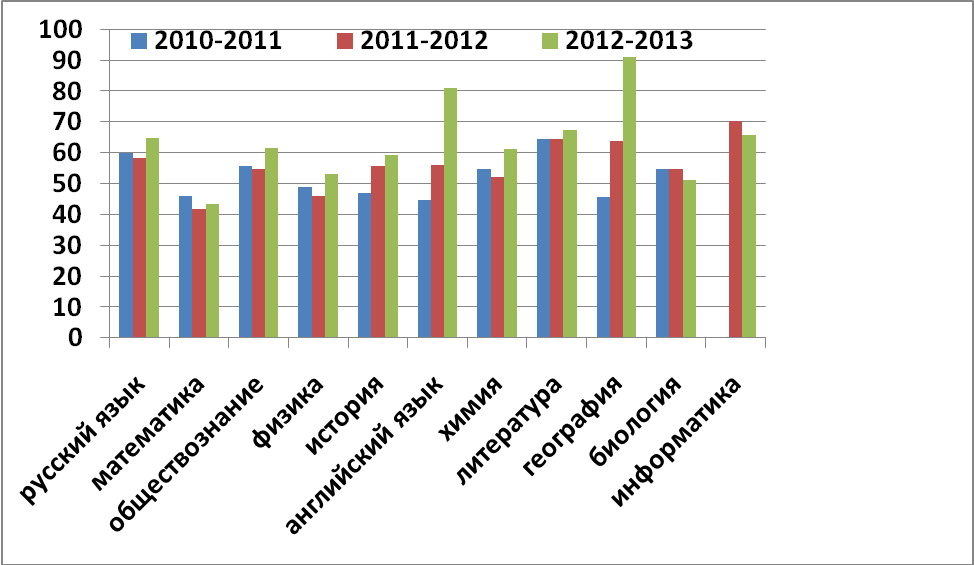 100
2010-2011 2011-2012 2012-2013
90
80
70
60
50
40
30
20
10
0
русский язык
математика
обществознание
физика
история
английский язык
химия
литература
география
биология
информатика